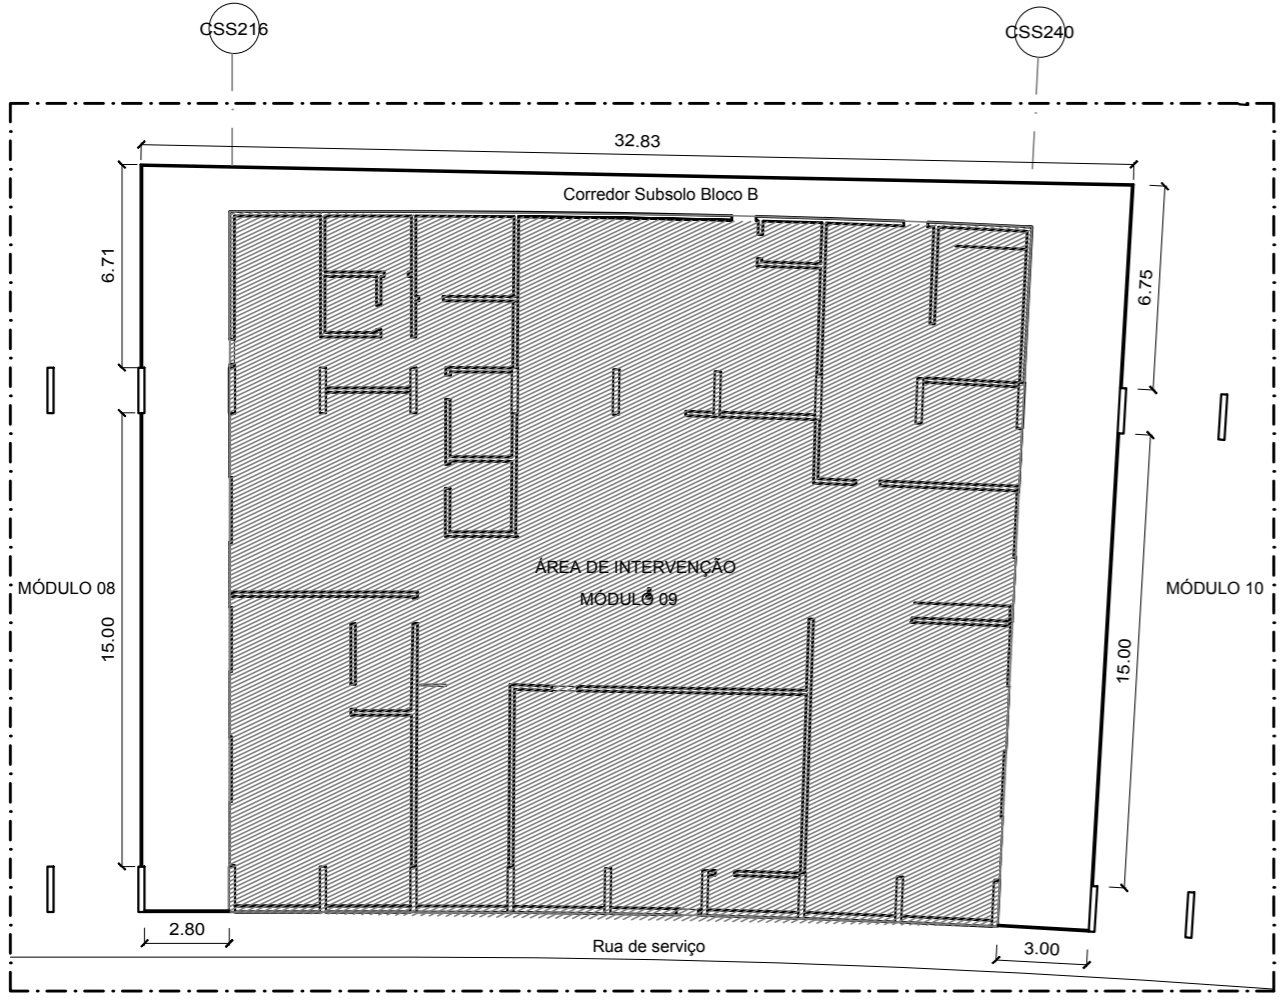 CSS216
CSS240
32.83
Corredor Subsolo Bloco B
6.71
6.75
ÁREA DE INTERVENÇÃO
MÓDULO 09
MÓDULO 08
MÓDULO 10
15.00
15.00
2.80
Rua de serviço
3.00